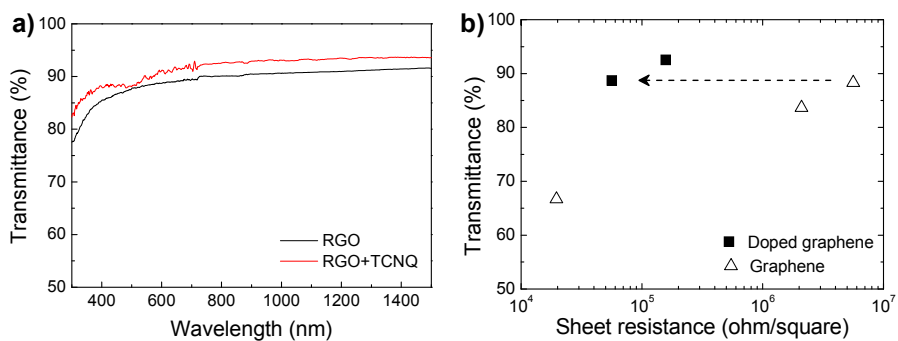 a)
Transmittance (%)
100
90
80
70
60
50
RGO
RGO+TCNQ
400 600 800 1000 1200 1400
Wavelength (nm)
b)
Transmittance (%)
100
90
80
70
60
50
Doped graphene
Graphene
10⁴ 10⁵ 10⁶ 10⁷
Sheet resistance (ohm/square)